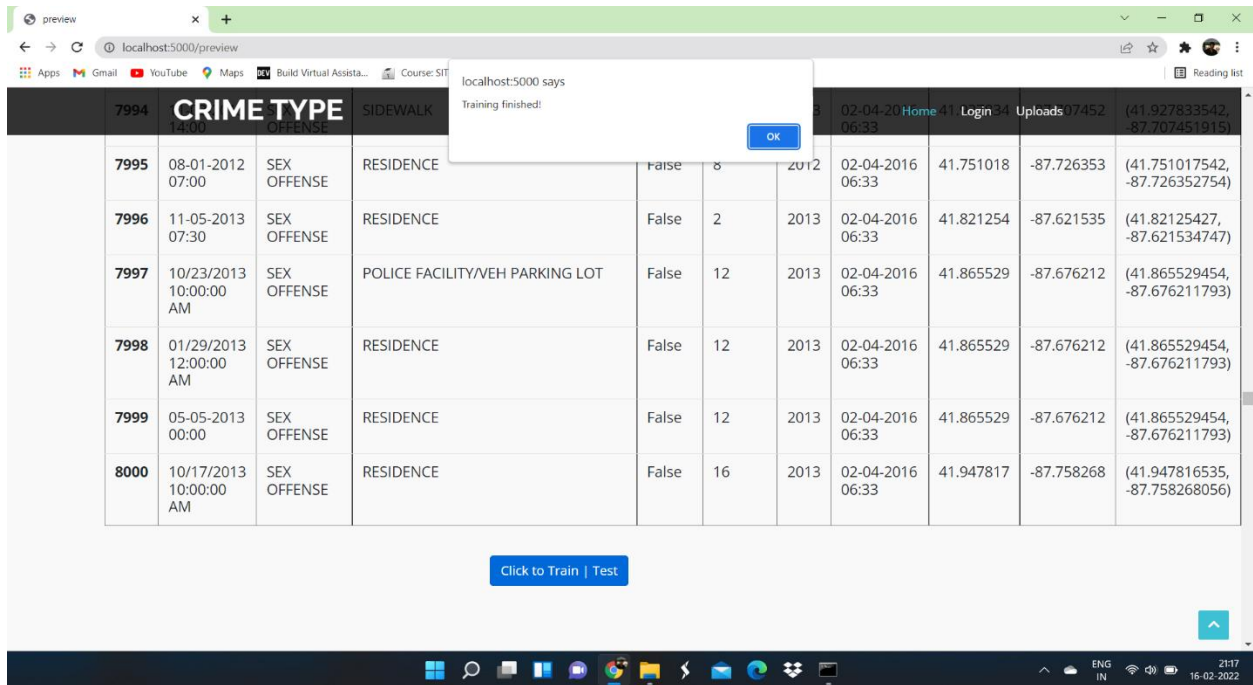 preview
localhost:5000/preview
Apps Gmail YouTube Maps DEV Build Virtual Assista... Course: SIT Reading list
localhost:5000 says
Training finished!
OK
CRIME TYPE Home Login Uploads
7994 SIDEWALK (41.927833542,
14:00 OFFENSE 06:33 -87.707451915)
7995 08-01-2012 SEX RESIDENCE False 8 2012 02-04-2016 41.751018 -87.726353 (41.751017542,
07:00 OFFENSE 06:33 -87.726352754)
7996 11-05-2013 SEX RESIDENCE False 2 2013 02-04-2016 41.821254 -87.621535 (41.82125427,
07:30 OFFENSE 06:33 -87.621534747)
7997 10/23/2013 SEX POLICE FACILITY/VEH PARKING LOT False 12 2013 02-04-2016 41.865529 -87.676212 (41.865529454,
10:00:00 OFFENSE 06:33 -87.676211793)
AM
7998 01/29/2013 SEX RESIDENCE False 12 2013 02-04-2016 41.865529 -87.676212 (41.865529454,
12:00:00 OFFENSE 06:33 -87.676211793)
AM
7999 05-05-2013 SEX RESIDENCE False 12 2013 02-04-2016 41.865529 -87.676212 (41.865529454,
00:00 OFFENSE 06:33 -87.676211793)
8000 10/17/2013 SEX RESIDENCE False 16 2013 02-04-2016 41.947817 -87.758268 (41.947816535,
10:00:00 OFFENSE 06:33 -87.758268056)
AM
Click to Train | Test
ENG 21:17
IN 16-02-2022